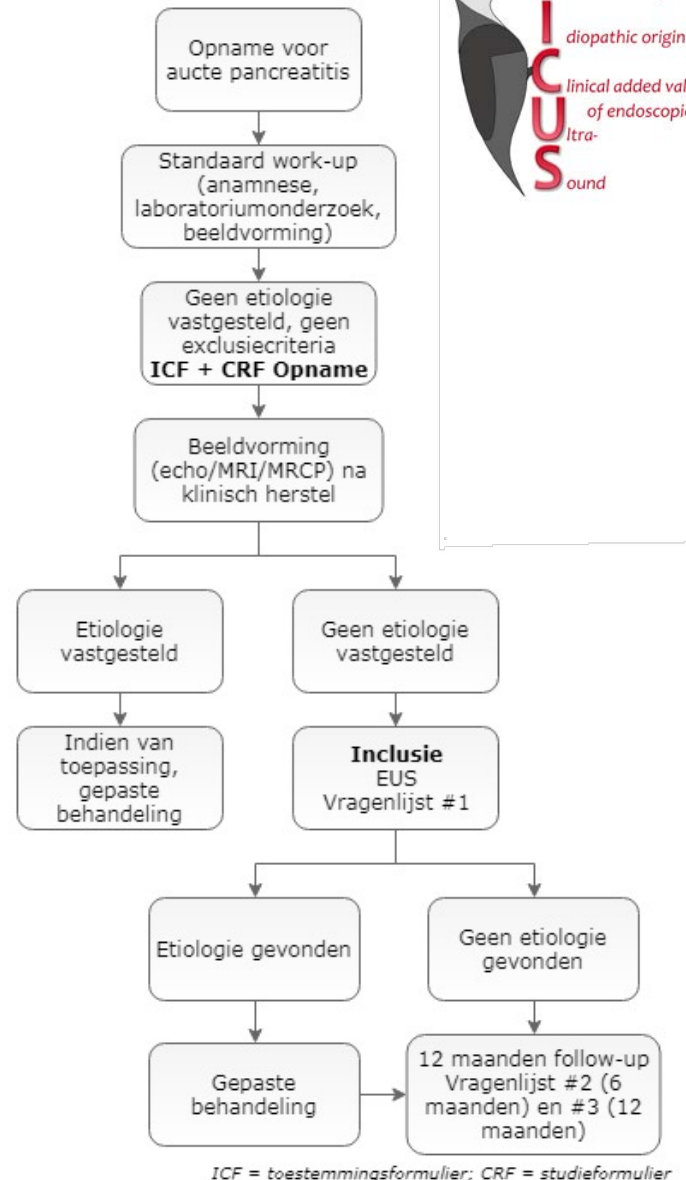 Opname voor
aucte pancreatitis
Standaard work-up
(anamnese,
laboratoriumonderzoek,
beeldvorming)
Geen etiologie
vastgesteld, geen
exclusiecriteria
ICF + CRF Opname
Beeldvorming
(echo/MRI/MRCP) na
klinisch herstel
Etiologie
vastgesteld
Geen etiologie
vastgesteld
Indien van
toepassing,
gepaste
behandeling
Inclusie
EUS
Vragenlijst #1
Etiologie gevonden
Geen etiologie
gevonden
Gepaste
behandeling
12 maanden follow-up
Vragenlijst #2 (6
maanden) en #3 (12
maanden)
ICF = toestemmingsformulier; CRF = studieformulier
I diopathic origin
C linical added
of
U ltra-
S ound